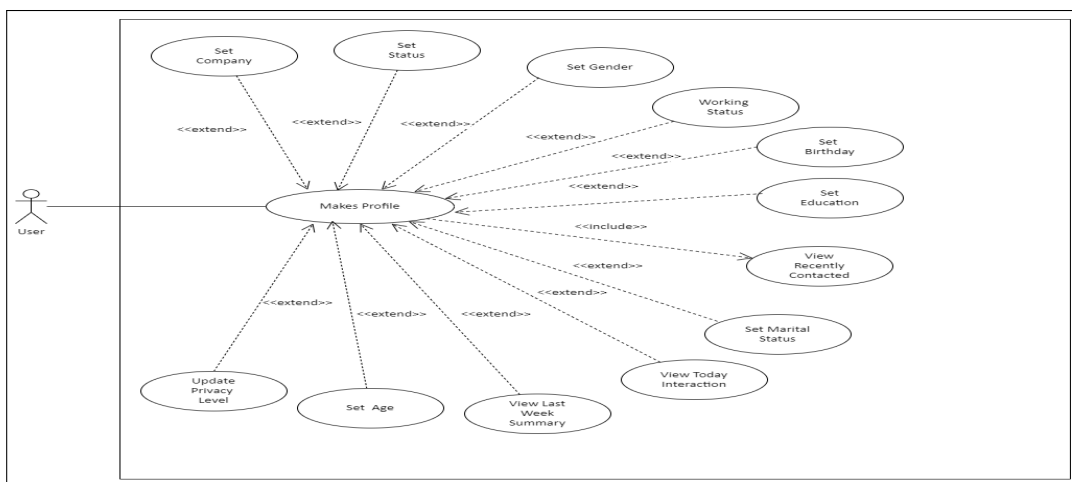 Set
Company
Set
Status
Set Gender
Working
Status
<<extend>>
<<extend>>
<<extend>>
<<extend>>
Set
Birthday
<<extend>>
<<extend>>
Set
Education
User
Makes Profile
<<include>>
View
Recently
Contacted
<<extend>>
<<extend>>
<<extend>>
<<extend>>
<<extend>>
Set Marital
Status
View Today
Interaction
Update
Privacy
Level
Set Age
View Last
Week
Summary